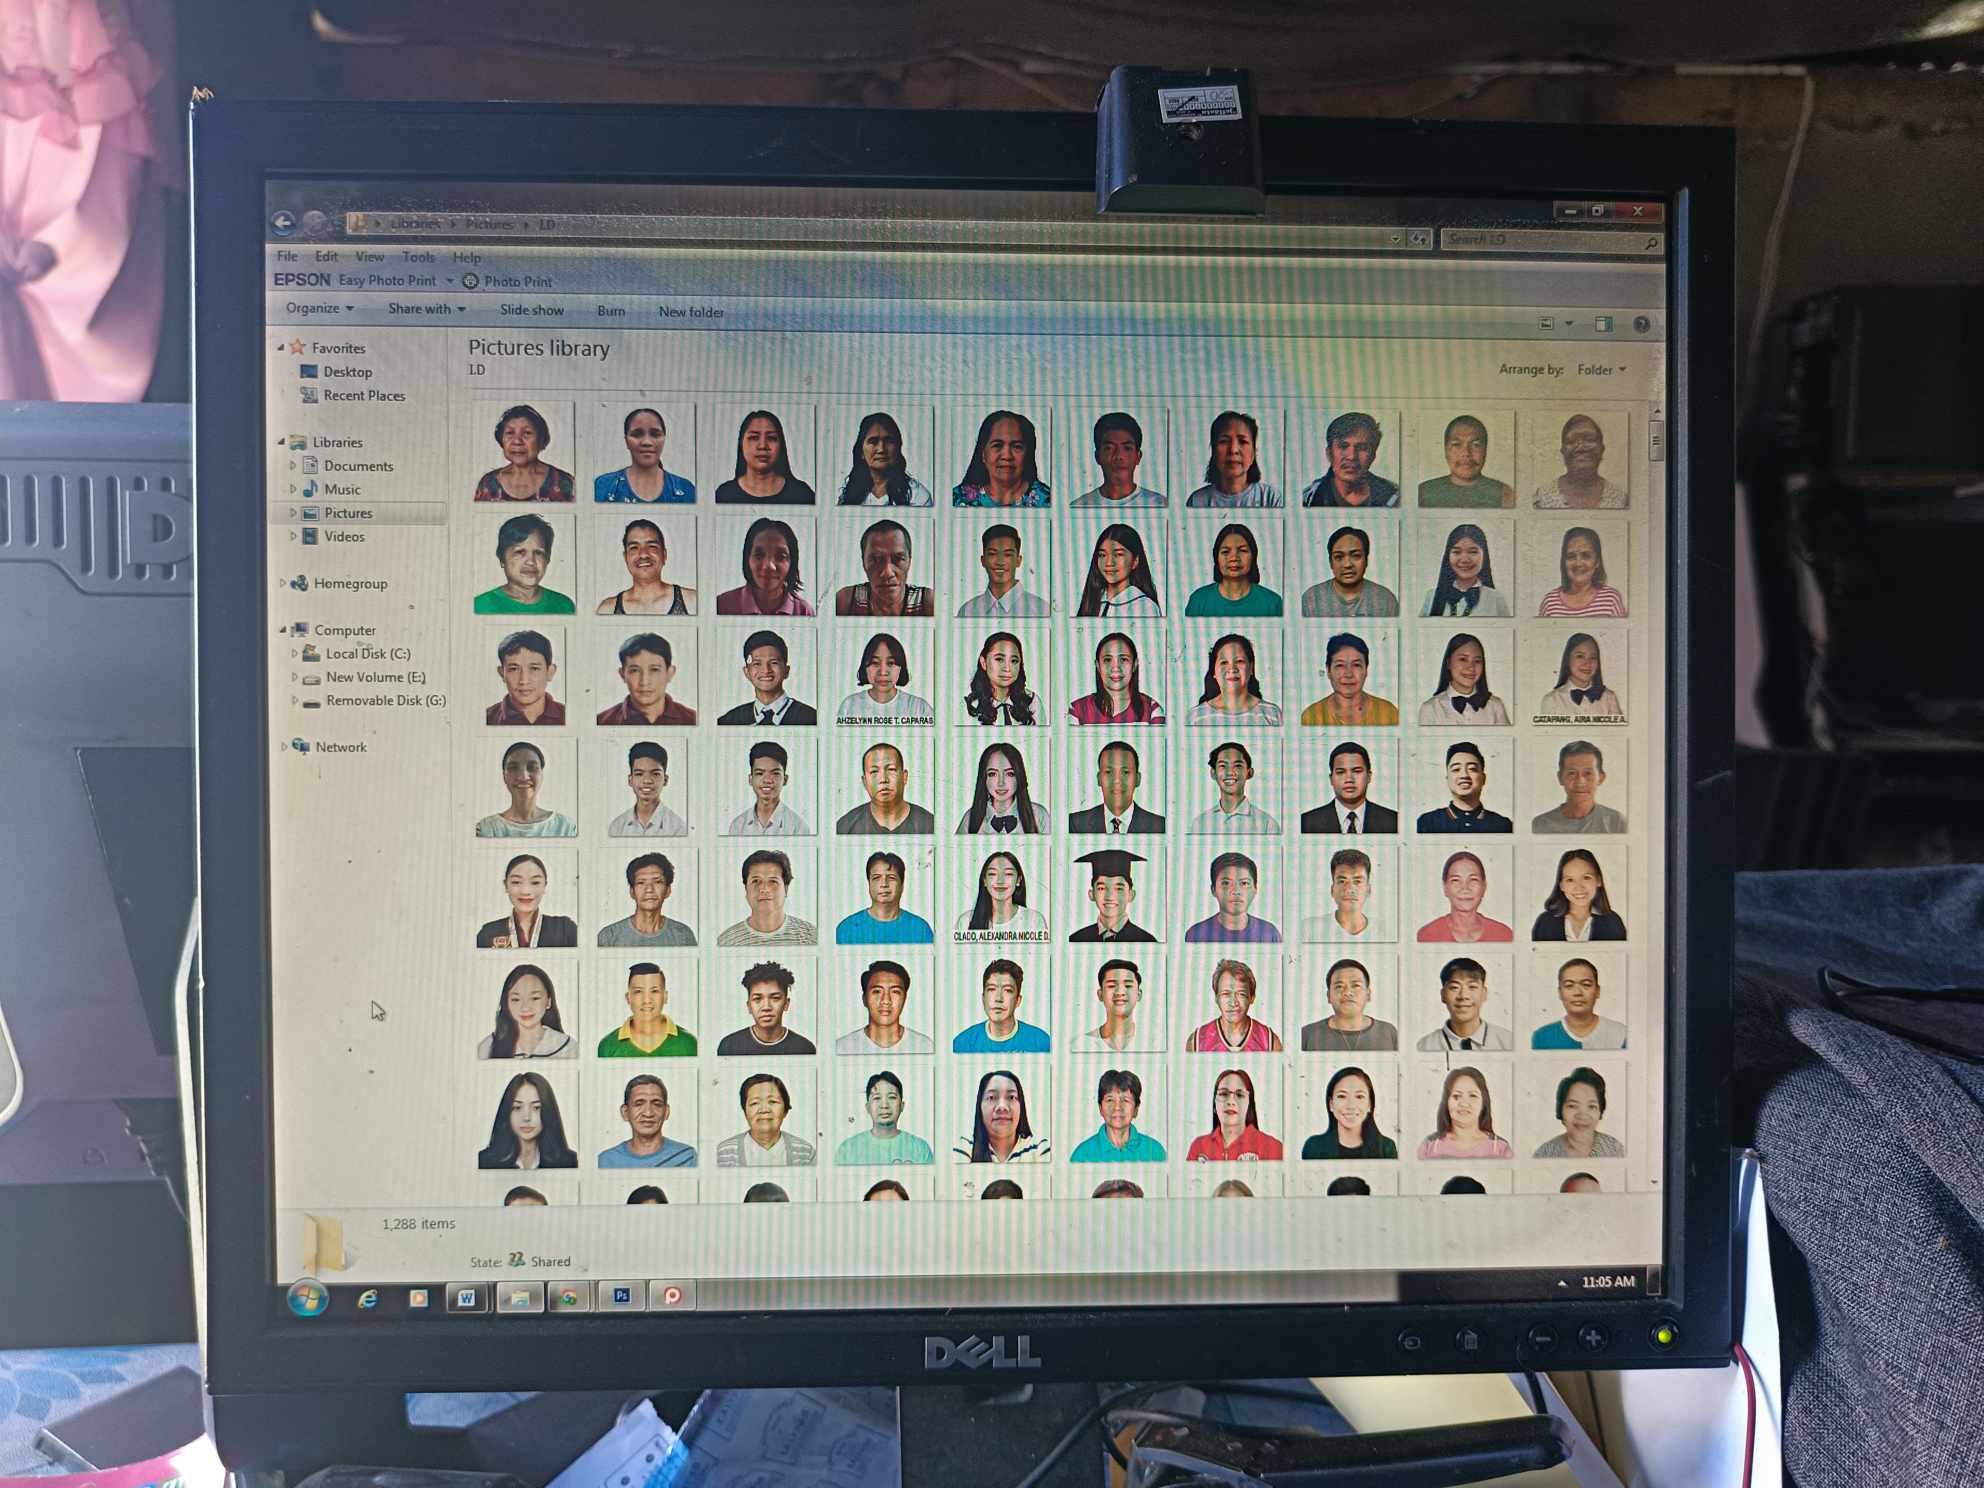 Libraries Pictures I.D
Search I.D
File Edit View Tools Help
EPSON Easy Photo Print Photo Print
Organize Share with Slide show Burn New folder
Favorites
Desktop
Recent Places
Libraries
Documents
Music
Pictures
Videos
Homegroup
Computer
Local Disk (C:)
New Volume (E:)
Removable Disk (G:)
Network
Pictures library
I.D
Arrange by: Folder
AHZELYNN ROSE T. CAPARAS
CATAPANG, AIRA NICOLE A.
CLADO, ALEXANDRA NICOLE D.
1,288 items
State: Shared
W
Ps
11:05 AM
DELL